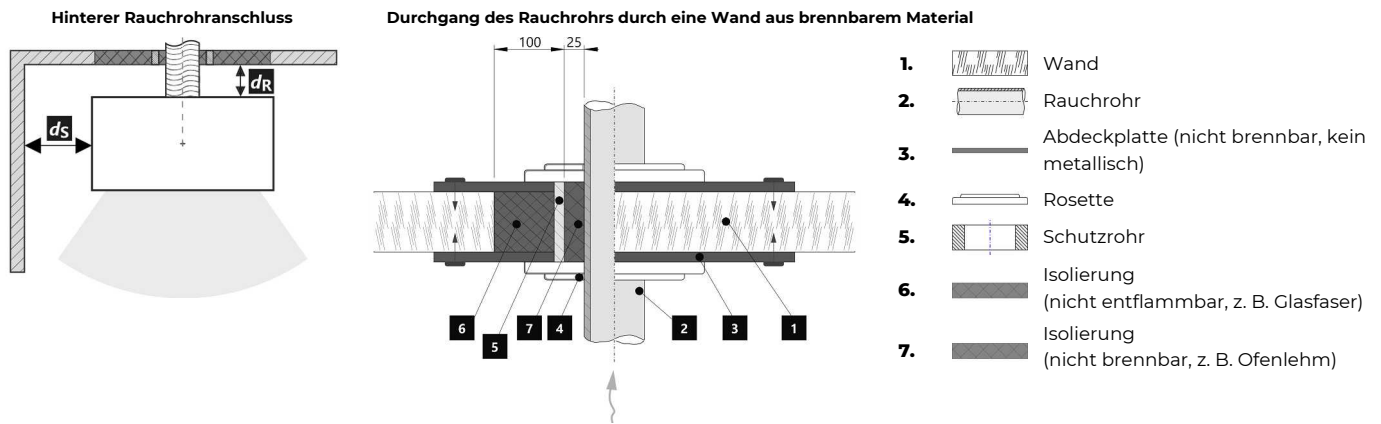 Hinterer Rauchrohranschluss
Durchgang des Rauchrohrs durch eine Wand aus brennbarem Material
dR
dS
100
25
6
5
7
4
2
3
1
1.
Wand
2.
Rauchrohr
3.
Abdeckplatte (nicht brennbar, kein
metallisch)
4.
Rosette
5.
Schutzrohr
6.
Isolierung
(nicht entflammbar, z. B. Glasfaser)
7.
Isolierung
(nicht brennbar, z. B. Ofenlehm)